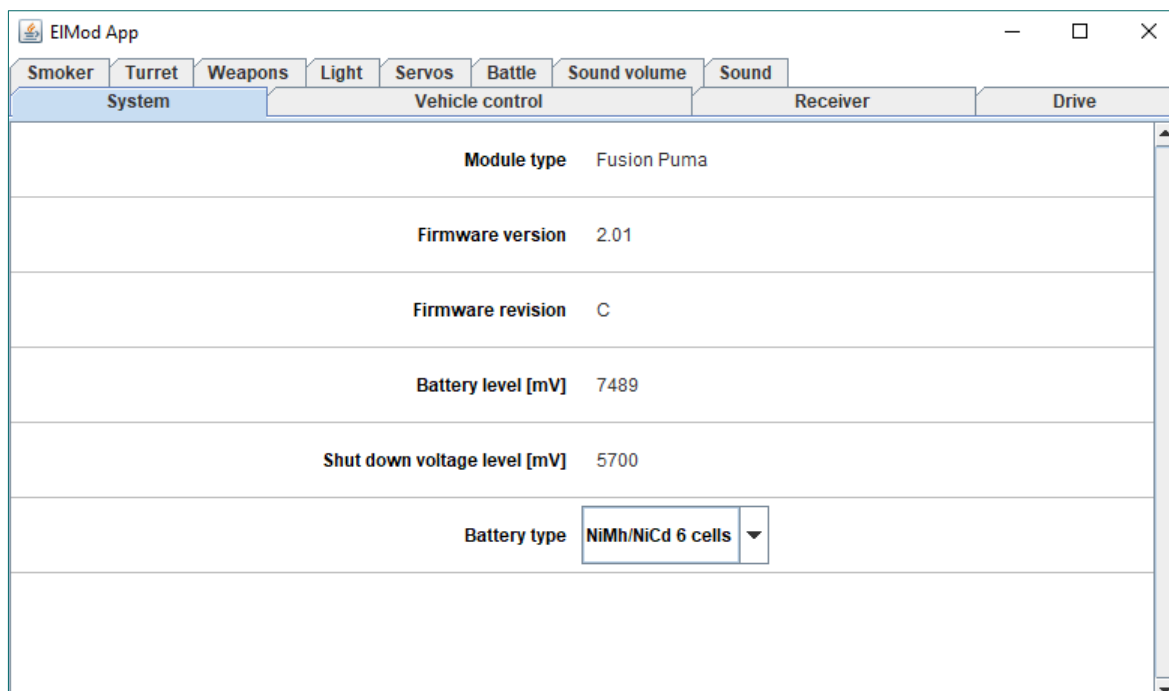 ElMod App
Smoker Turret Weapons Light Servos Battle Sound volume Sound
System Vehicle control Receiver Drive
Module type Fusion Puma
Firmware version 2.01
Firmware revision C
Battery level [mV] 7489
Shut down voltage level [mV] 5700
Battery type NiMh/NiCd 6 cells